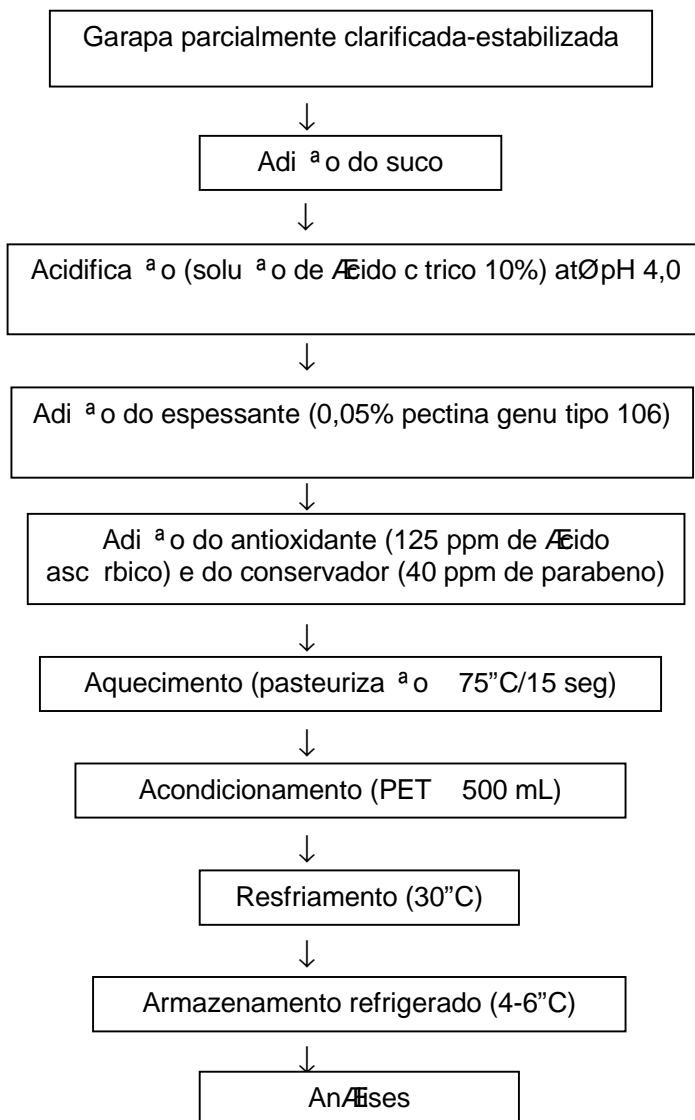 Garapa parcialmente clarificada-estabilizada
↓
Adi ªo do suco
↓
Acidifica ªo (solu ªo de Æcido c trico 10%) atØ pH 4,0
↓
Adi ªo do espessante (0,05% pectina genu tipo 106)
↓
Adi ªo do antioxidante (125 ppm de Æcido
asc rbico) e do conservador (40 ppm de parabeno)
↓
Aquecimento (pasteuriza ªo 75”C/15 seg)
↓
Acondicionamento (PET 500 mL)
↓
Resfriamento (30”C)
↓
Armazenamento refrigerado (4-6”C)
↓
AnÆlises